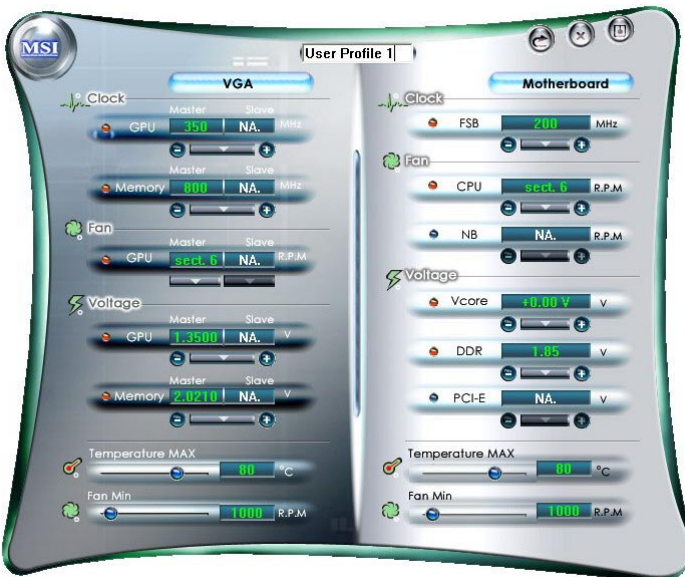 MSI
User Profile 1
VGA
Clock
Master Slave
GPU 350 NA. MHz
Master Slave
Memory 800 NA. MHz
Fan
Master Slave
GPU sect. 6 NA. R.P.M
Voltage
Master Slave
GPU 1.3500 NA. V
Master Slave
Memory 2.0210 NA. V
Temperature MAX
80 °C
Fan Min
1000 R.P.M
Motherboard
Clock
FSB 200 MHz
Fan
CPU sect. 6 R.P.M
NB NA. R.P.M
Voltage
Vcore +0.00 V V
DDR 1.85 V
PCI-E NA. V
Temperature MAX
80 °C
Fan Min
1000 R.P.M